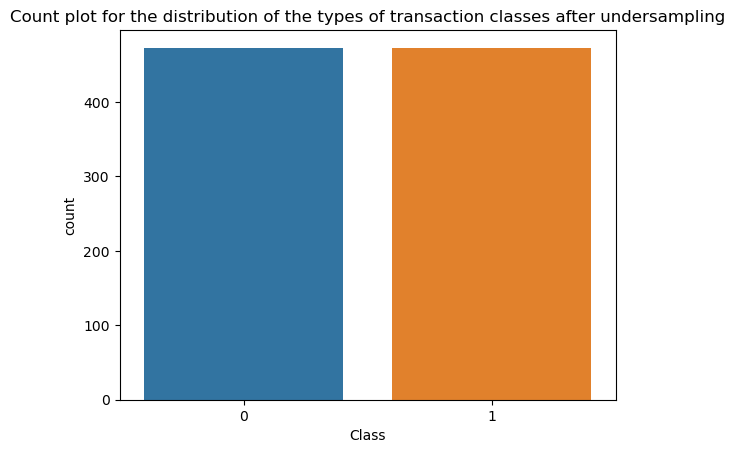 Count plot for the distribution of the types of transaction classes after undersampling
400
300
200
100
0
count
0 1
Class